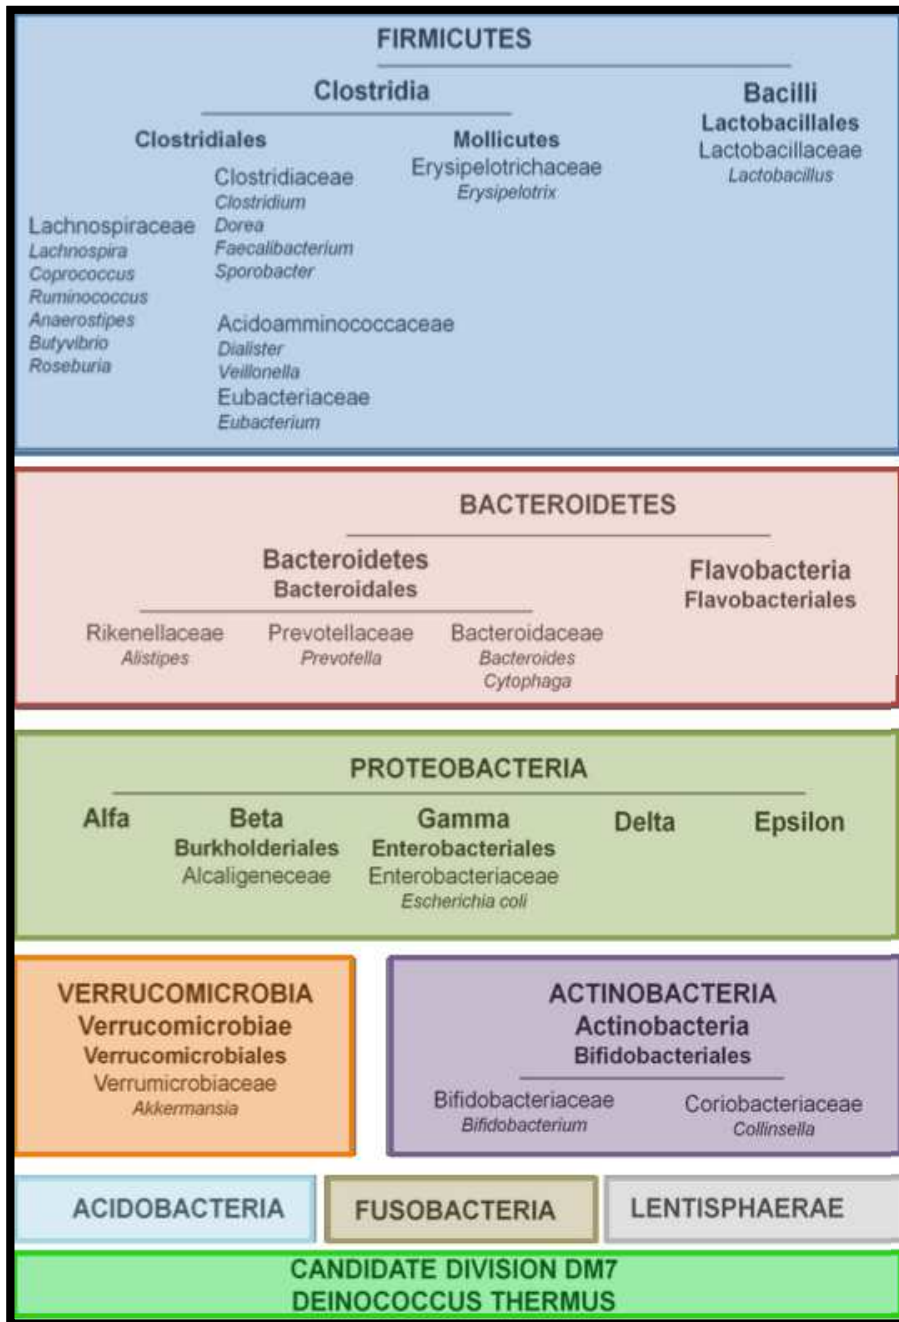 FIRMICUTES
Clostridia
Bacilli
Lactobacillales
Lactobacillaceae
Lactobacillus
Clostridiales
Mollicutes
Erysipelotrichaceae
Erysipelotrix
Lachnospiraceae
Lachnospira
Coprococcus
Ruminococcus
Anaerostipes
Butyvibrio
Roseburia
Clostridiaceae
Clostridium
Dorea
Faecalibacterium
Sporobacter
Acidoamminococcaceae
Dialister
Veillonella
Eubacteriaceae
Eubacterium
BACTEROIDETES
Bacteroidetes
Bacteroidales
Flavobacteria
Flavobacteriales
Rikenellaceae
Alistipes
Prevotellaceae
Prevotella
Bacteroidaceae
Bacteroides
Cytophaga
PROTEOBACTERIA
Alfa
Beta
Burkholderiales
Alcaligeneceae
Gamma
Enterobacteriales
Enterobacteriaceae
Escherichia coli
Delta
Epsilon
VERRUCOMICROBIA
Verrucomicrobiae
Verrucomicrobiales
Verrumicrobiaceae
Akkermansia
ACTINOBACTERIA
Actinobacteria
Bifidobacteriales
Bifidobacteriaceae
Bifidobacterium
Coriobacteriaceae
Collinsella
ACIDOBACTERIA
FUSOBACTERIA
LENTISPHAERAE
CANDIDATE DIVISION DM7
DEINOCOCCUS THERMUS